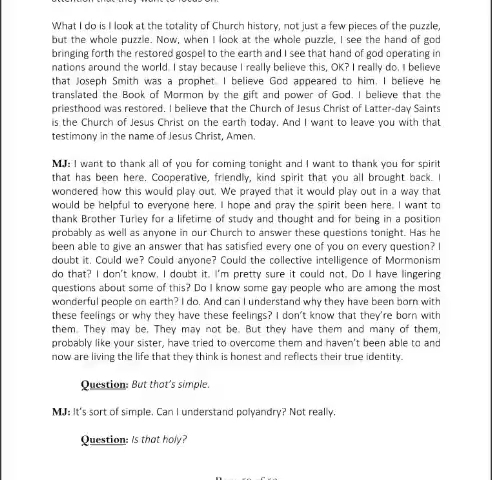 What I do is I look at the totality of Church history, not just a few pieces of the puzzle,
but the whole puzzle. Now, when I look at the whole puzzle, I see the hand of god
bringing forth the restored gospel to the earth and I see that hand of god operating in
nations around the world. I stay because I really believe this, OK? I really do. I believe
that Joseph Smith was a prophet. I believe God appeared to him. I believe he
translated the Book of Mormon by the gift and power of God. I believe that the
priesthood was restored. I believe that the Church of Jesus Christ of Latter-day Saints
is the Church of Jesus Christ on the earth today. And I want to leave you with that
testimony in the name of Jesus Christ, Amen.
MJ: I want to thank all of you for coming tonight and I want to thank you for spirit
that has been here. Cooperative, friendly, kind spirit that you all brought back. I
wondered how this would play out. We prayed that it would play out in a way that
would be helpful to everyone here. I hope and pray the spirit been here. I want to
thank Brother Turley for a lifetime of study and thought and for being in a position
probably as well as anyone in our Church to answer these questions tonight. Has he
been able to give an answer that has satisfied every one of you on every question? I
doubt it. Could we? Could anyone? Could the collective intelligence of Mormonism
do that? I don't know. I doubt it. I'm pretty sure it could not. Do I have lingering
questions about some of this? Do I know some gay people who are among the most
wonderful people on earth? I do. And can I understand why they have been born with
these feelings or why they have these feelings? I don't know that they're born with
them. They may be. They may not be. But they have them and many of them,
probably like your sister, have tried to overcome them and haven't been able to and
now are living the life that they think is honest and reflects their true identity.
Question: But that's simple.
MJ: It's sort of simple. Can I understand polyandry? Not really.
Question: Is that holy?